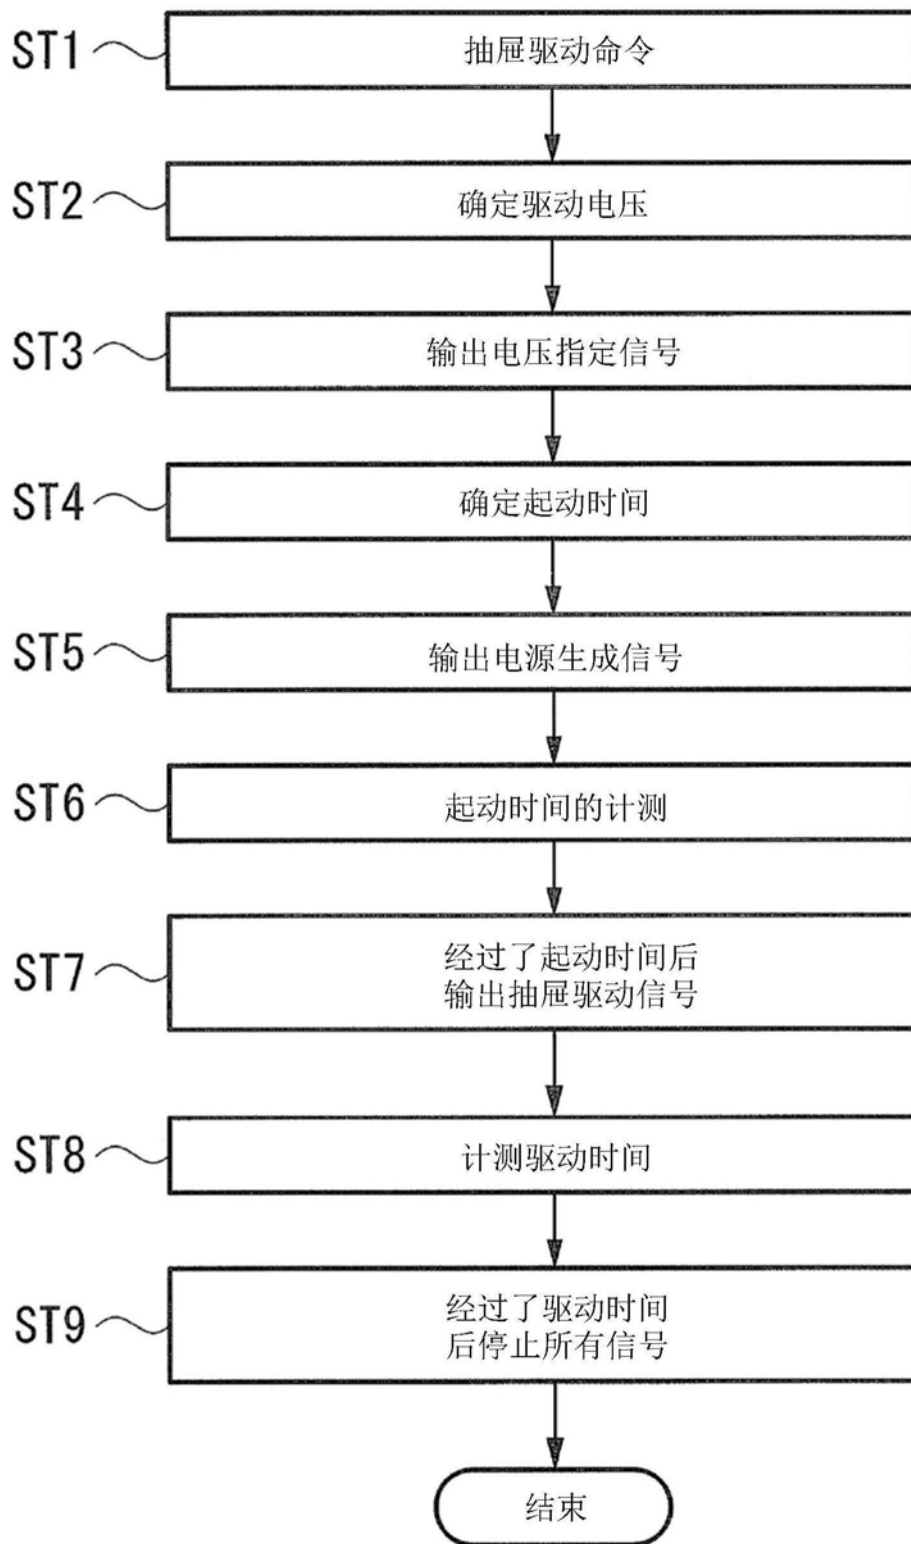 ST1 抽屉驱动命令
ST2 确定驱动电压
ST3 输出电压指定信号
ST4 确定起动时间
ST5 输出电源生成信号
ST6 起动时间的计测
ST7 经过了起动时间后
输出抽屉驱动信号
ST8 计测驱动时间
ST9 经过了驱动时间
后停止所有信号
结束